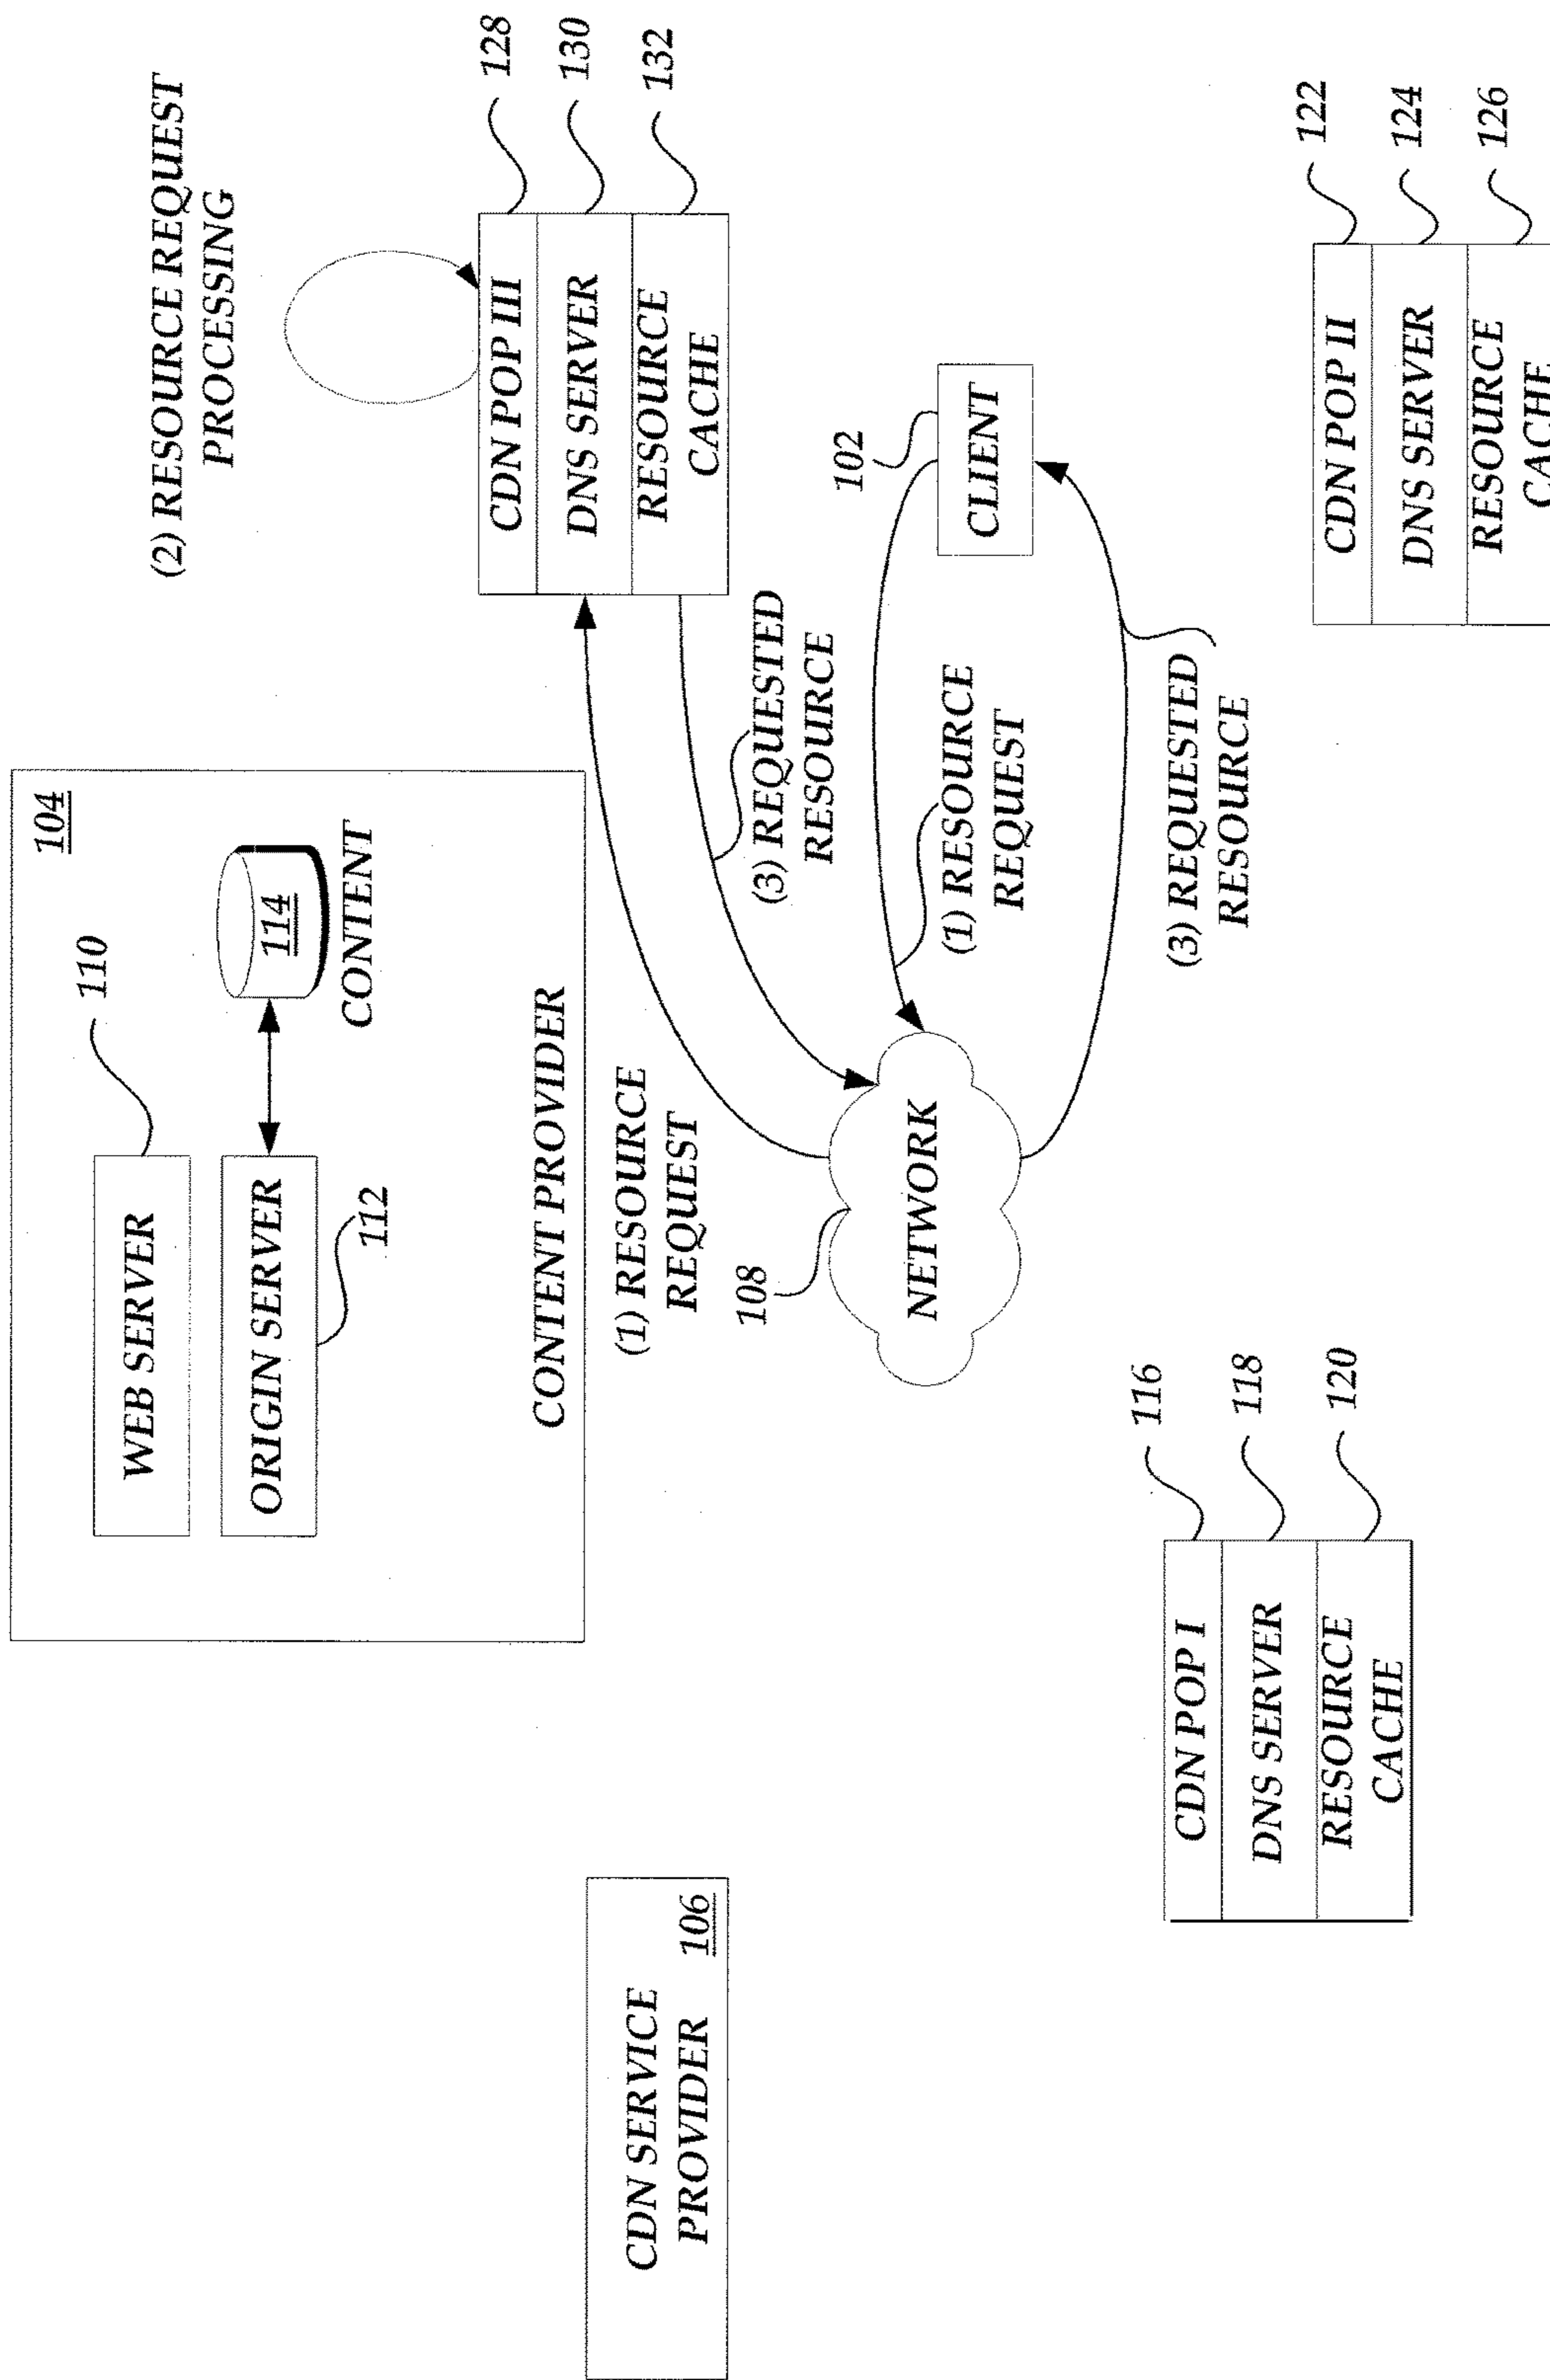 104
WEB SERVER
110
ORIGIN SERVER
112
114
CONTENT
CONTENT PROVIDER
(2) RESOURCE REQUEST
PROCESSING
CDN POP III
128
DNS SERVER
130
RESOURCE
CACHE
132
CDN SERVICE
PROVIDER
106
(1) RESOURCE
REQUEST
(3) REQUESTED
RESOURCE
108
NETWORK
102
CLIENT
(1) RESOURCE
REQUEST
(3) REQUESTED
RESOURCE
CDN POP I
116
DNS SERVER
118
RESOURCE
CACHE
120
CDN POP II
122
DNS SERVER
124
RESOURCE
CACHE
126